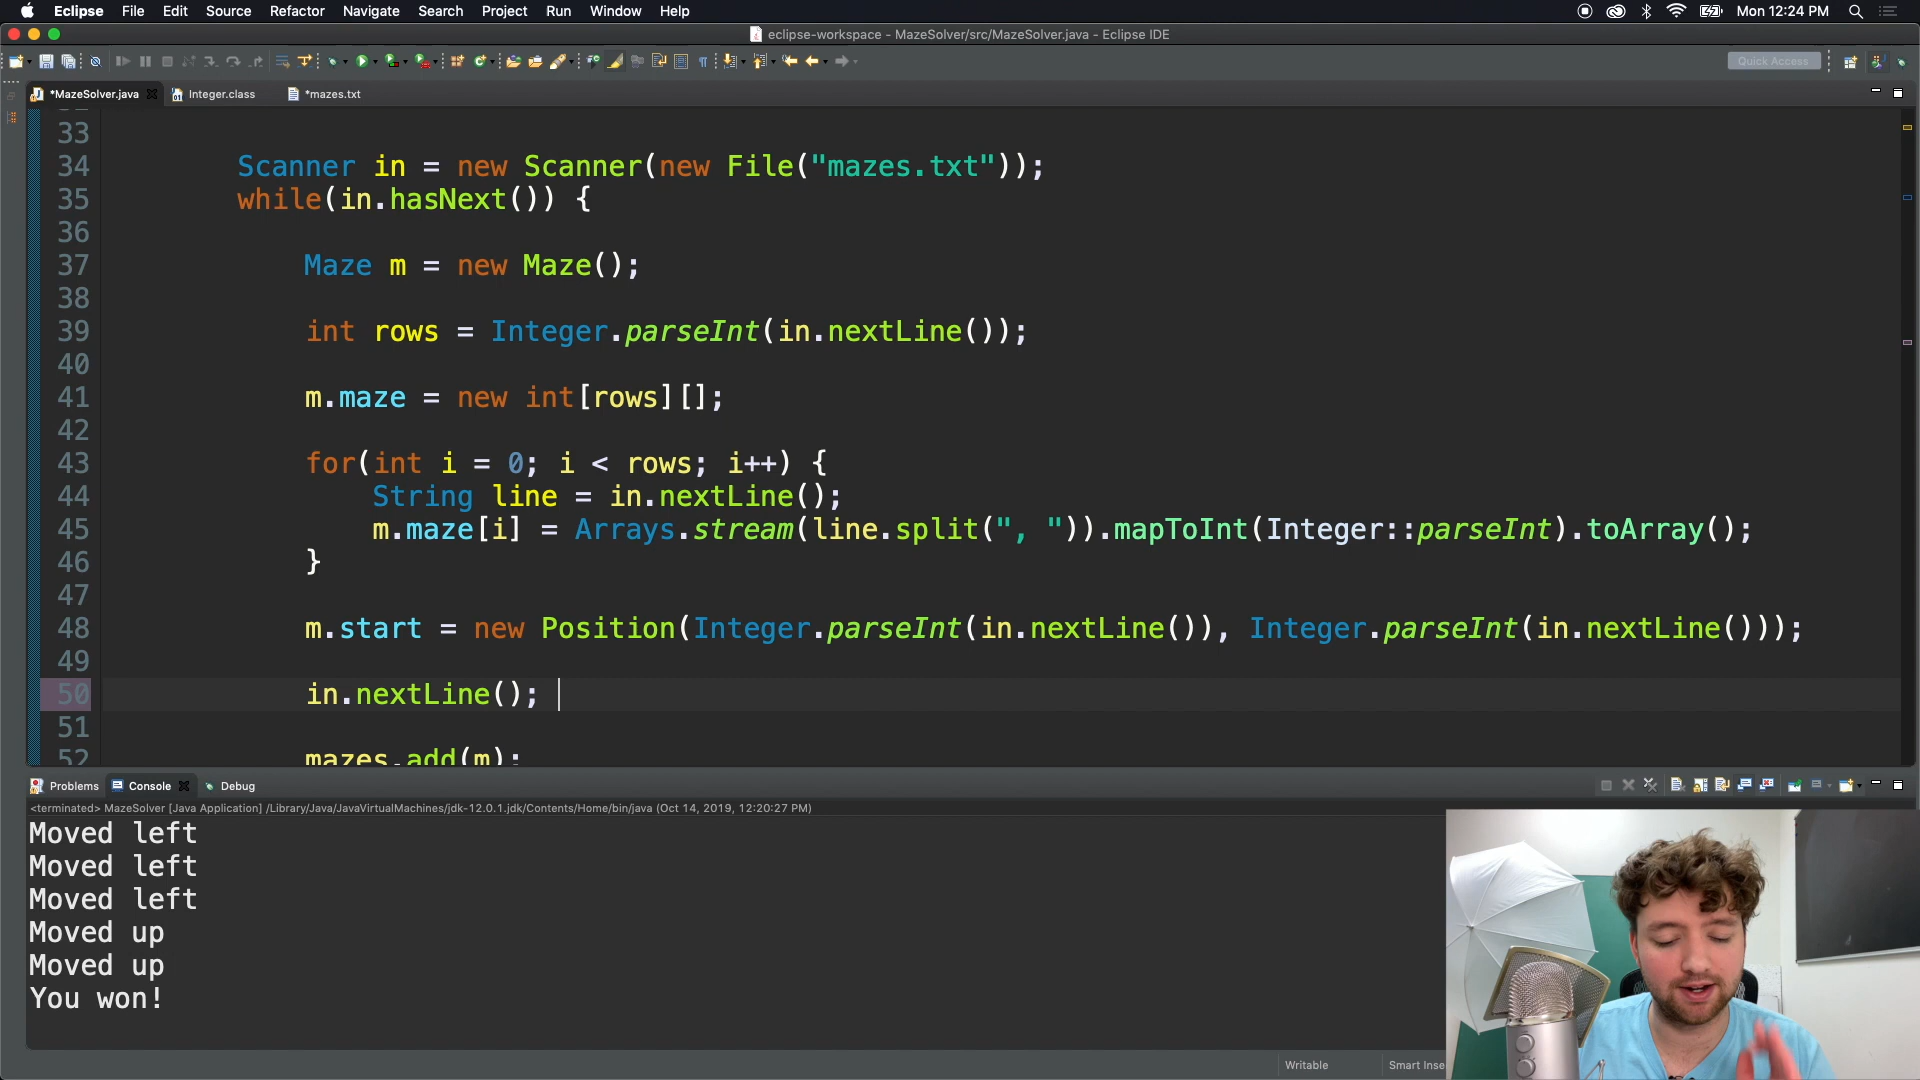 Eclipse File Edit Source Refactor Navigate Search Project Run Window Help
Mon 12:24 PM
eclipse-workspace - MazeSolver/src/MazeSolver.java - Eclipse IDE
Quick Access
*MazeSolver.java Integer.class *mazes.txt
33
34 Scanner in = new Scanner(new File("mazes.txt"));
35 while(in.hasNext()) {
36
37 Maze m = new Maze();
38
39 int rows = Integer.parseInt(in.nextLine());
40
41 m.maze = new int[rows][];
42
43 for(int i = 0; i < rows; i++) {
44 String line = in.nextLine();
45 m.maze[i] = Arrays.stream(line.split(", ")).mapToInt(Integer::parseInt).toArray();
46 }
47
48 m.start = new Position(Integer.parseInt(in.nextLine()), Integer.parseInt(in.nextLine()));
49
50 in.nextLine();
51
52 mazes.add(m);
Problems Console Debug
<terminated> MazeSolver [Java Application] /Library/Java/JavaVirtualMachines/jdk-12.0.1.jdk/Contents/Home/bin/java (Oct 14, 2019, 12:20:27 PM)
Moved left
Moved left
Moved left
Moved up
Moved up
You won!
Writable Smart Inse